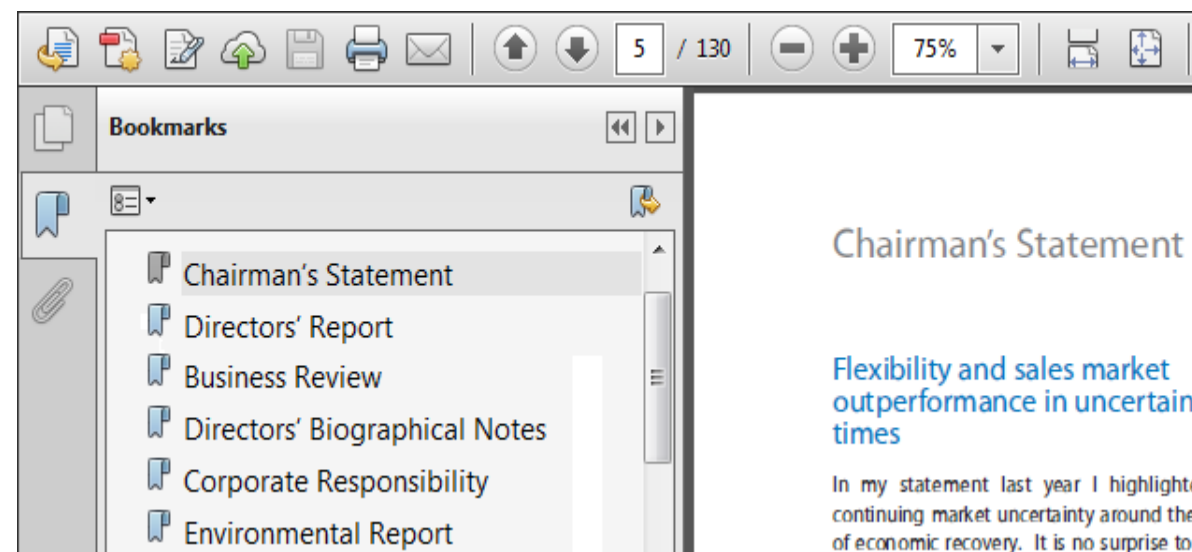 5 / 130
75%
Bookmarks
Chairman's Statement
Directors' Report
Business Review
Directors' Biographical Notes
Corporate Responsibility
Environmental Report
Chairman's Statement
Flexibility and sales market
outperformance in uncertain
times
In my statement last year I highlight
continuing market uncertainty around the
of economic recovery. It is no surprise to